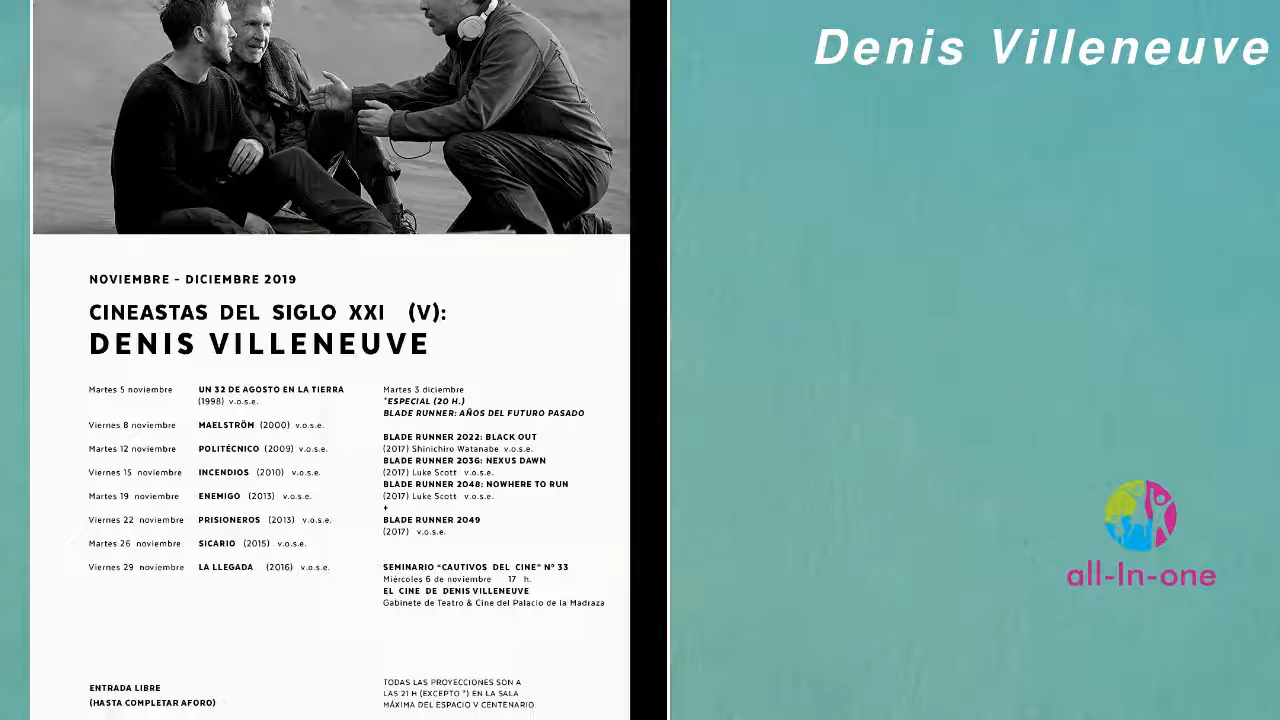 Denis Villeneuve
NOVIEMBRE - DICIEMBRE 2019
CINEASTAS DEL SIGLO XXI (V):
DENIS VILLENEUVE
Martes 5 noviembre UN 32 DE AGOSTO EN LA TIERRA
(1998) v.o.s.e.
Viernes 8 noviembre MAELSTRÖM (2000) v.o.s.e.
Martes 12 noviembre POLITÉCNICO (2009) v.o.s.e.
Viernes 15 noviembre INCENDIOS (2010) v.o.s.e.
Martes 19 noviembre ENEMIGO (2013) v.o.s.e.
Viernes 22 noviembre PRISIONEROS (2013) v.o.s.e.
Martes 26 noviembre SICARIO (2015) v.o.s.e.
Viernes 29 noviembre LA LLEGADA (2016) v.o.s.e.
Martes 3 diciembre
*ESPECIAL (20 H.)
BLADE RUNNER: AÑOS DEL FUTURO PASADO
BLADE RUNNER 2022: BLACK OUT
(2017) Shinichiro Watanabe v.o.s.e.
BLADE RUNNER 2036: NEXUS DAWN
(2017) Luke Scott v.o.s.e.
BLADE RUNNER 2048: NOWHERE TO RUN
(2017) Luke Scott v.o.s.e.
+
BLADE RUNNER 2049
(2017) v.o.s.e.
SEMINARIO “CAUTIVOS DEL CINE” Nº 33
Miércoles 6 de noviembre 17 h.
EL CINE DE DENIS VILLENEUVE
Gabinete de Teatro & Cine del Palacio de la Madraza
ENTRADA LIBRE
(HASTA COMPLETAR AFORO)
TODAS LAS PROYECCIONES SON A
LAS 21 H (EXCEPTO *) EN LA SALA
MÁXIMA DEL ESPACIO V CENTENARIO
all-In-one